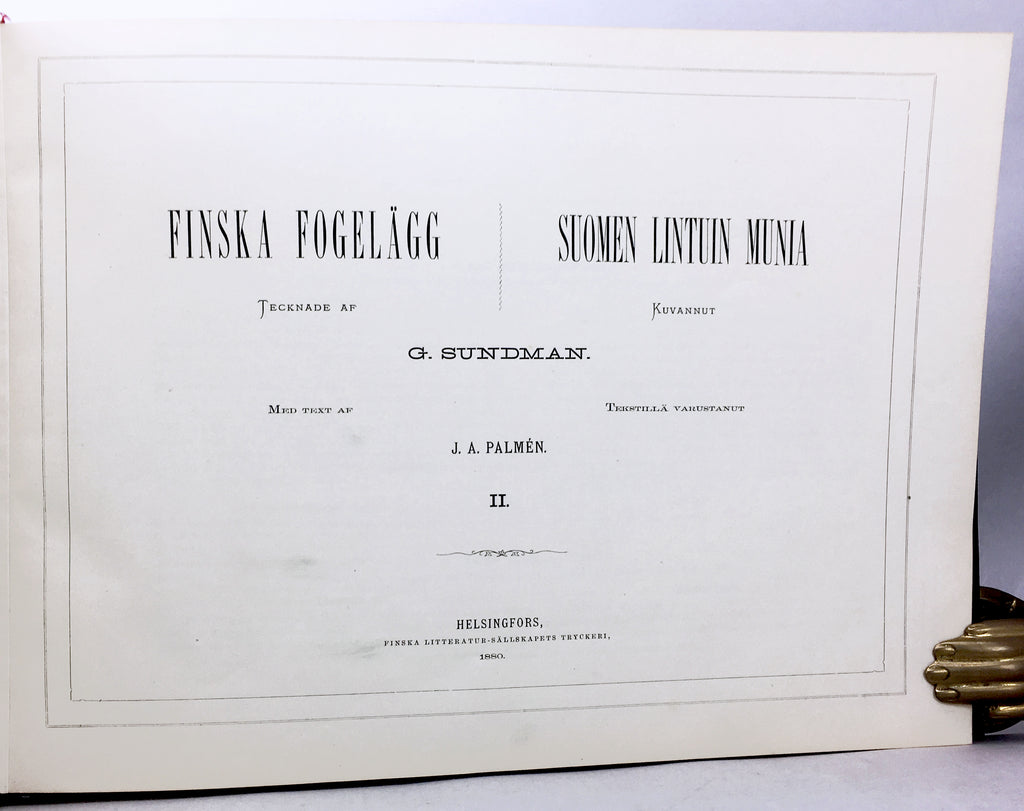 FINSKA FOGELÄGG
TECKNADE AF
SUOMEN LINTUIN MUNIA
KUVANNUT
G. SUNDMAN.
MED TEXT AF
TEKSTILLÄ VARUSTANUT
J. A. PALMÉN.
II.
HELSINGFORS,
FINSKA LITTERATUR-SÄLLSKAPETS TRYCKERI,
1880.